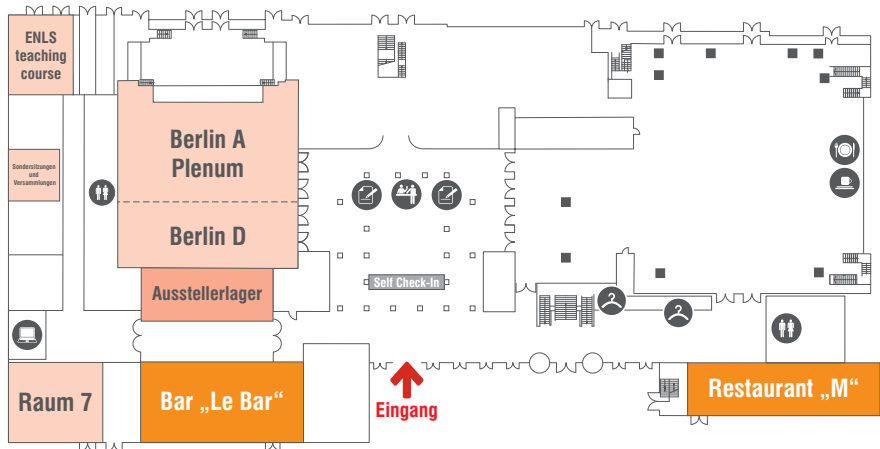 ENLS
teaching
course
Berlin A
Plenum
Sondersitzungen
und
Versammlungen
Berlin D
Ausstellerlager
Self Check-In
Raum 7
Bar „Le Bar“
Eingang
Restaurant „M“